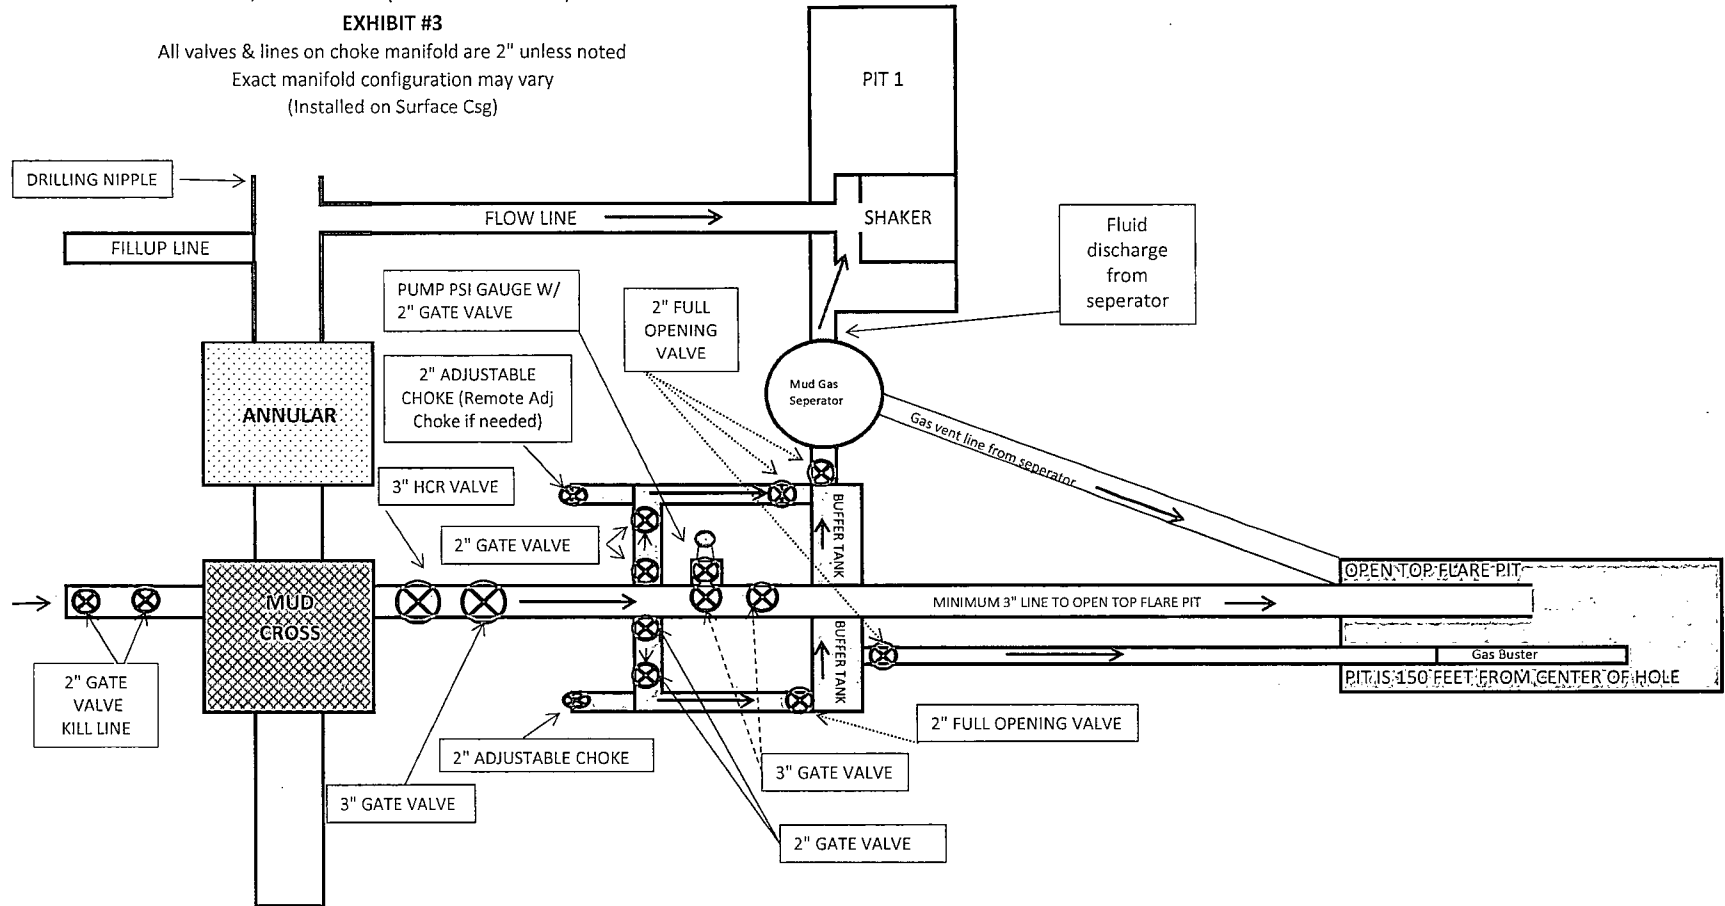 EXHIBIT #3
All valves & lines on choke manifold are 2" unless noted
Exact manifold configuration may vary
(Installed on Surface Csg)
PIT 1
DRILLING NIPPLE
FLOW LINE
SHAKER
FILLUP LINE
Fluid
discharge
from
seperator
PUMP PSI GAUGE W/
2" GATE VALVE
2" FULL
OPENING
VALVE
2" ADJUSTABLE
CHOKE (Remote Adj
Choke if needed)
Mud Gas
Seperator
ANNULAR
Gas vent line from seperator
3" HCR VALVE
BUFFER TANK
2" GATE VALVE
OPEN TOP FLARE PIT
MUD
CROSS
MINIMUM 3" LINE TO OPEN TOP FLARE PIT
BUFFER TANK
Gas Buster
PIT IS 150 FEET FROM CENTER OF HOLE
2" GATE
VALVE
KILL LINE
2" FULL OPENING VALVE
2" ADJUSTABLE CHOKE
3" GATE VALVE
3" GATE VALVE
2" GATE VALVE